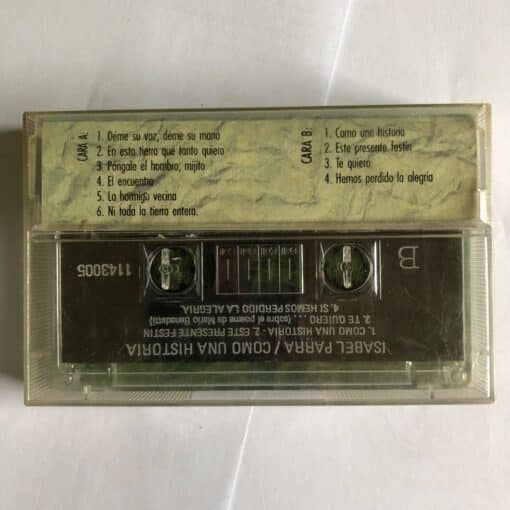 CARA A:
1. Déme su voz, déme su mano
2. En esta tierra que tanto quiero
3. Póngale el hombro, mijito
4. El encuentro
5. La hormiga vecina
6. Ni toda la tierra entera.
CARA B:
1. Como una historia
2. Este presente festín
3. Te quiero
4. Hemos perdido la alegría
B
1143005
ISABEL PARRA / COMO UNA HISTORIA
1. COMO UNA HISTORIA - 2. ESTE PRESENTE FESTIN
3. TE QUIERO . . . (sobre el poema de Mario Benedetti)
4. SI HEMOS PERDIDO LA ALEGRIA.